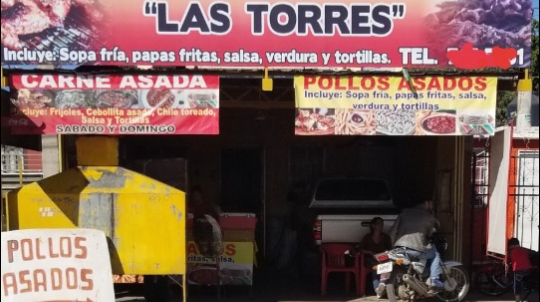 "LAS TORRES"
Incluye: Sopa fría, papas fritas, salsa, verdura y tortillas. TEL.
CARNE ASADA
Incluye: Frijoles, Cebollita asada, Chile toreado,
Salsa y Tortillas
SABADO Y DOMINGO
POLLOS ASADOS
Incluye: Sopa fría, papas fritas, salsa,
verdura y tortillas
POLLOS
ASADOS